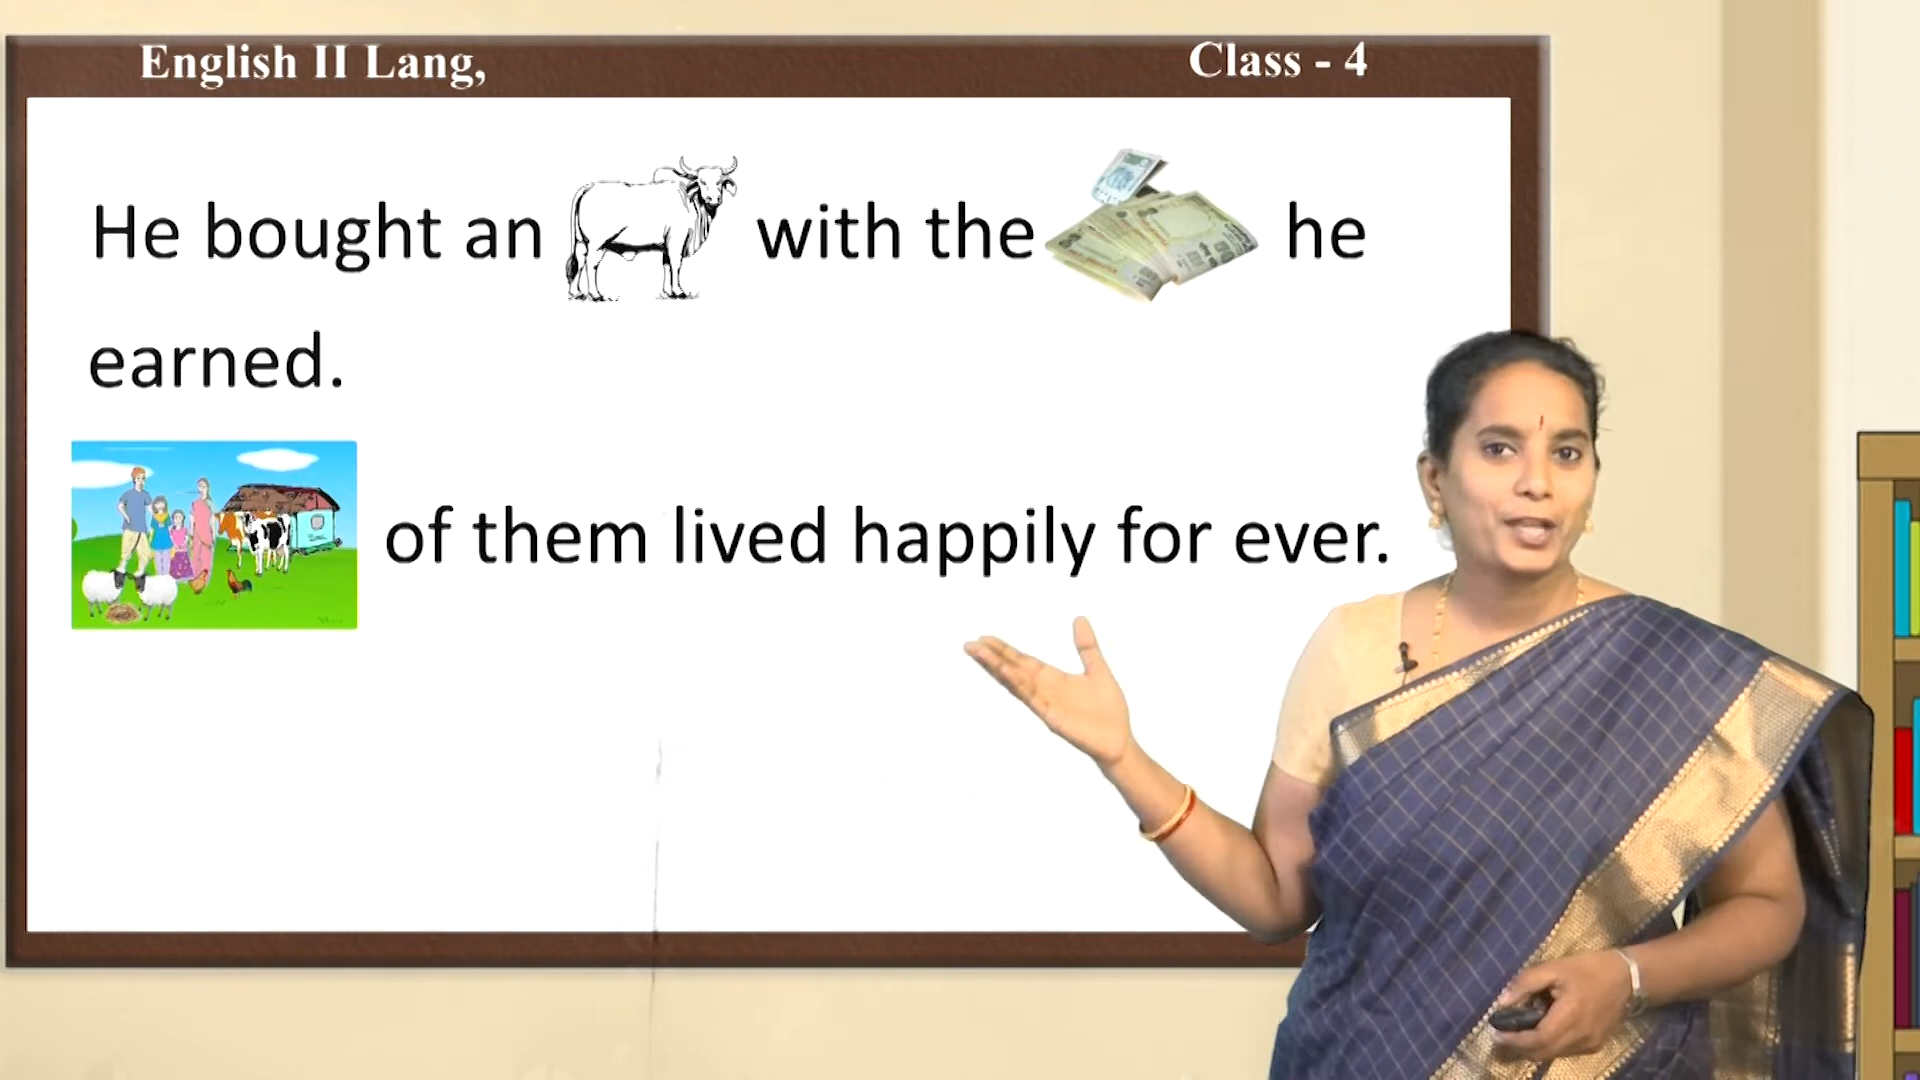 English II Lang,
Class - 4
He bought an with the he
earned.
of them lived happily for ever.